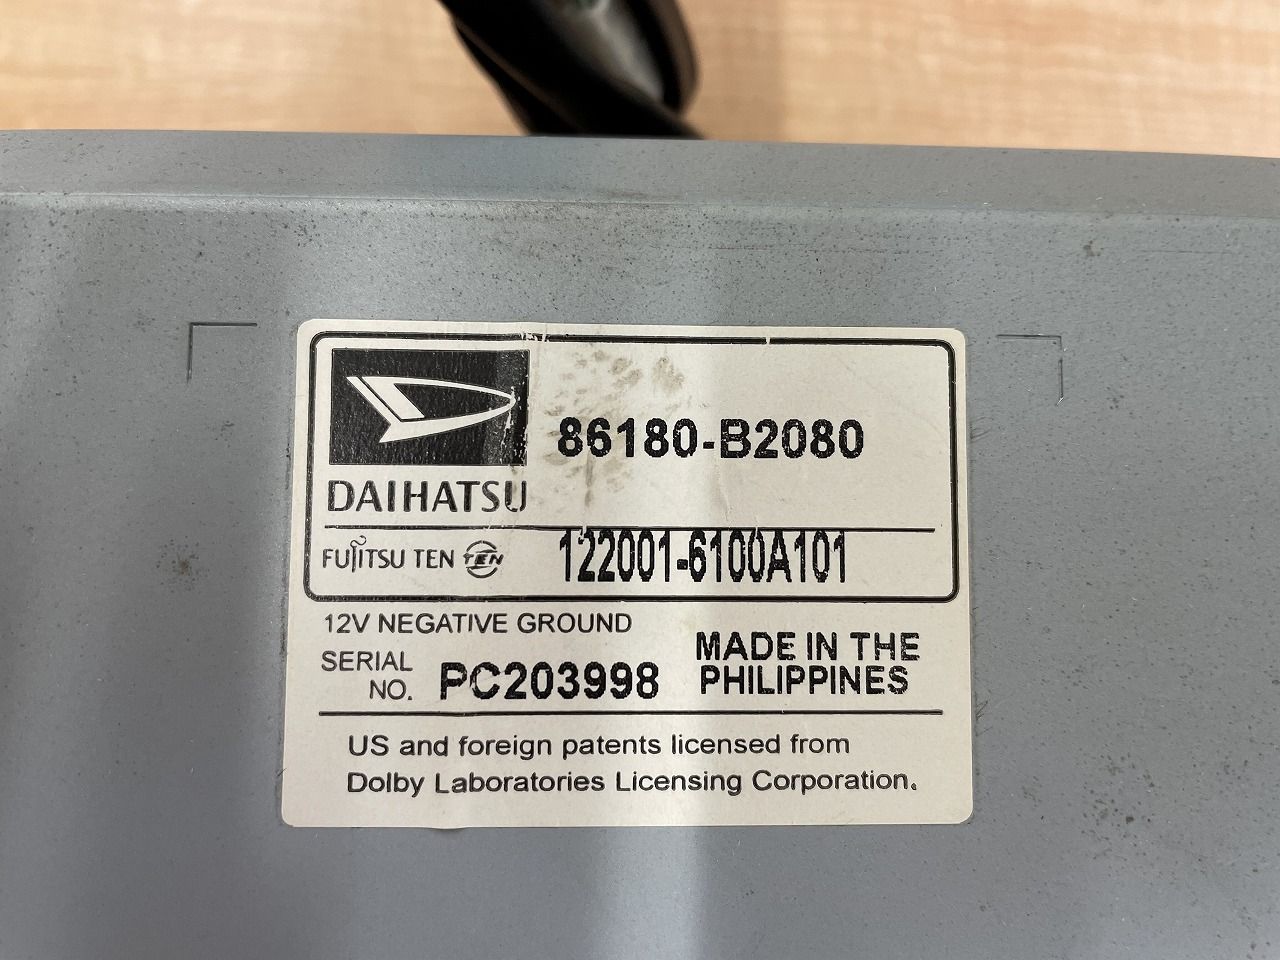 86180-B2080
DAIHATSU
FUJITSU TEN TEN 122001-6100A101
12V NEGATIVE GROUND
SERIAL NO. PC203998
MADE IN THE
PHILIPPINES
US and foreign patents licensed from
Dolby Laboratories Licensing Corporation.